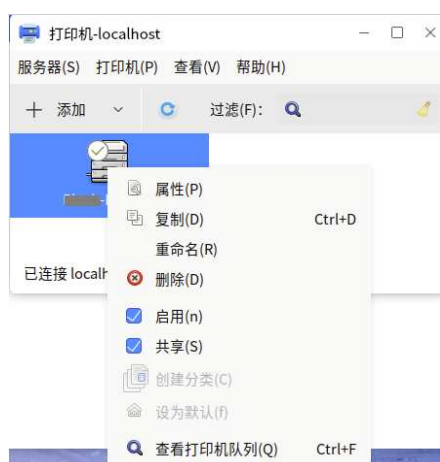 打印机-localhost
服务器(S) 打印机(P) 查看(V) 帮助(H)
添加 过滤(F):
属性(P)
复制(D) Ctrl+D
重命名(R)
已连接 localh
删除(D)
启用(n)
共享(S)
创建分类(C)
设为默认(f)
查看打印机队列(Q) Ctrl+F